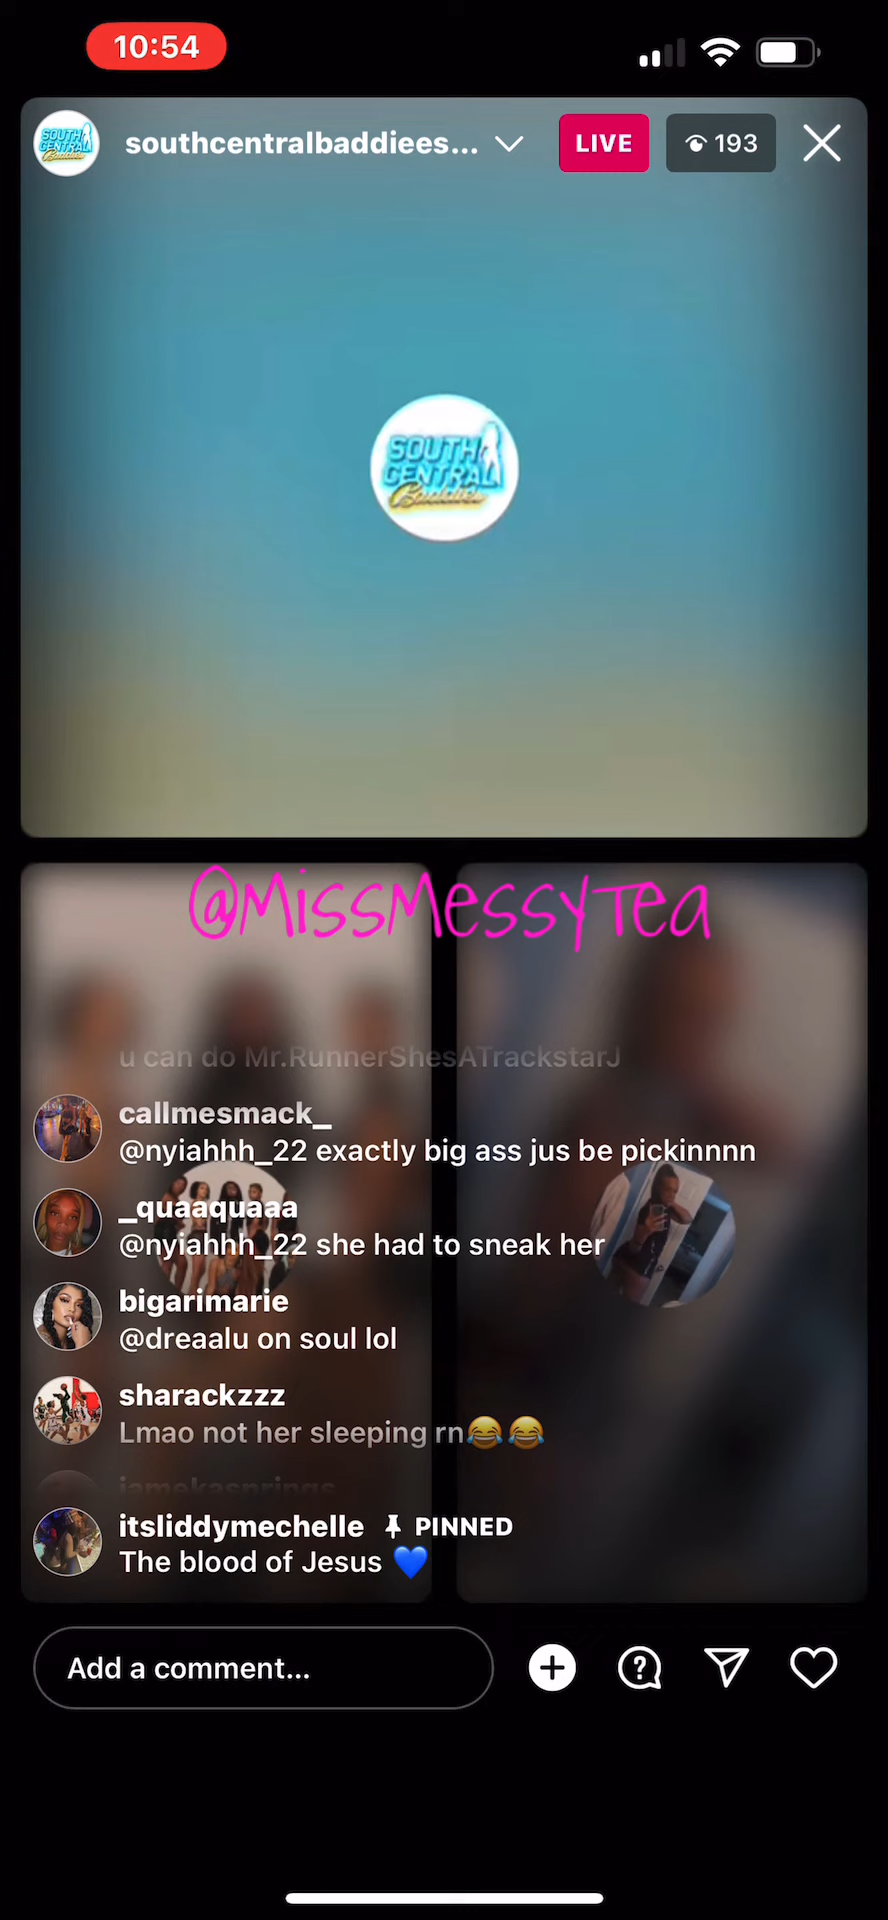 10:54
southcentralbaddiees...
LIVE
193
SOUTH
CENTRAL
Baddies
@MissMessyTea
u can do Mr.RunnerShesATrackstarJ
callmesmack_
@nyiahhh_22 exactly big ass jus be pickinnnn
_quaaquaaa
@nyiahhh_22 she had to sneak her
bigarimarie
@dreaalu on soul lol
sharackzzz
Lmao not her sleeping rn😂😂
jamekasprings
itsliddymechelle PINNED
The blood of Jesus 💙
Add a comment...